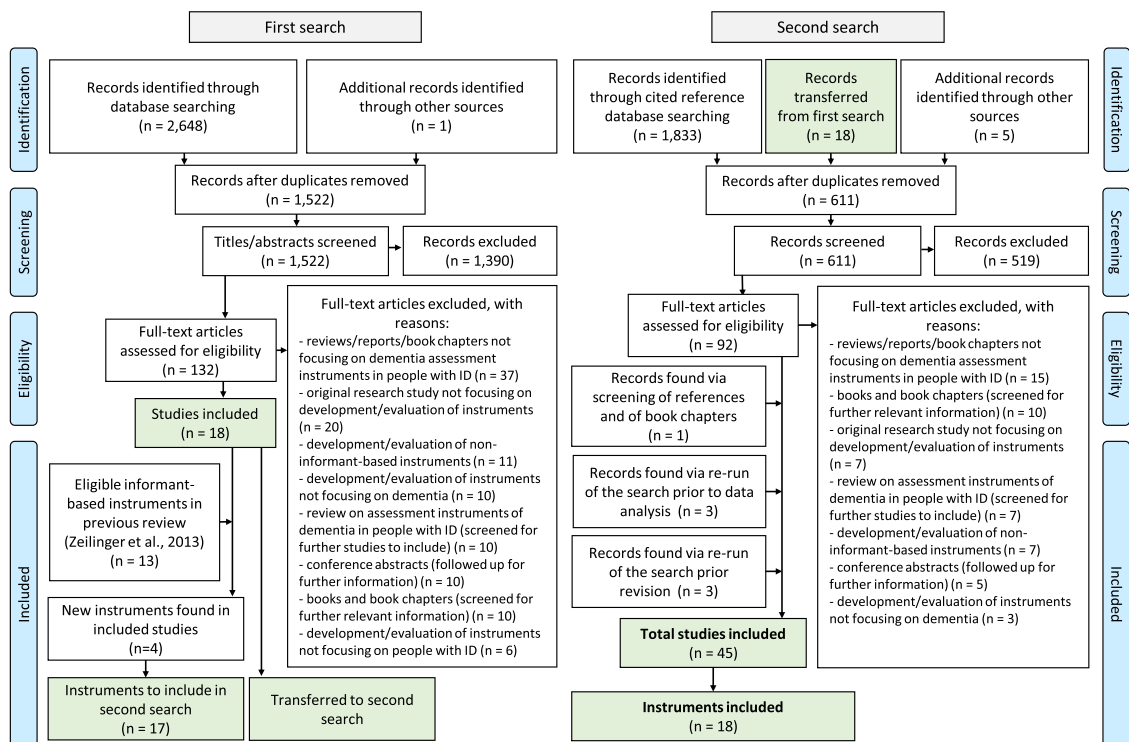 First search
Identification
Records identified through
database searching
(n = 2,648)
Additional records identified
through other sources
(n = 1)
Records after duplicates removed
(n = 1,522)
Screening
Titles/abstracts screened
(n = 1,522)
Records excluded
(n = 1,390)
Eligibility
Full-text articles
assessed for eligibility
(n = 132)
Full-text articles excluded, with
reasons:
- reviews/reports/book chapters not
focusing on dementia assessment
instruments in people with ID (n = 37)
- original research study not focusing on
development/evaluation of instruments
(n = 20)
- development/evaluation of non-
informant-based instruments (n = 11)
- development/evaluation of instruments
not focusing on dementia (n = 10)
- review on assessment instruments of
dementia in people with ID (screened for
further studies to include) (n = 10)
- conference abstracts (followed up for
further information) (n = 10)
- books and book chapters (screened for
further relevant information) (n = 10)
- development/evaluation of instruments
not focusing on people with ID (n = 6)
Studies included
(n = 18)
Included
Eligible informant-
based instruments in
previous review
(Zeilinger et al., 2013)
(n = 13)
New instruments found in
included studies
(n=4)
Instruments to include in
second search
(n = 17)
Transferred to second
search
Second search
Identification
Records identified
through cited reference
database searching
(n = 1,833)
Records
transferred
from first search
(n = 18)
Additional records
identified through other
sources
(n = 5)
Records after duplicates removed
(n = 611)
Screening
Records screened
(n = 611)
Records excluded
(n = 519)
Eligibility
Full-text articles
assessed for eligibility
(n = 92)
Full-text articles excluded, with
reasons:
- reviews/reports/book chapters not
focusing on dementia assessment
instruments in people with ID (n = 15)
- books and book chapters (screened for
further relevant information) (n = 10)
- original research study not focusing on
development/evaluation of instruments
(n = 7)
- review on assessment instruments of
dementia in people with ID (screened for
further studies to include) (n = 7)
- development/evaluation of non-
informant-based instruments (n = 7)
- conference abstracts (followed up for
further information) (n = 5)
- development/evaluation of instruments
not focusing on dementia (n = 3)
Records found via
screening of references
and of book chapters
(n = 1)
Records found via re-run
of the search prior to data
analysis (n = 3)
Records found via re-run
of the search prior
revision (n = 3)
Included
Total studies included
(n = 45)
Instruments included
(n = 18)